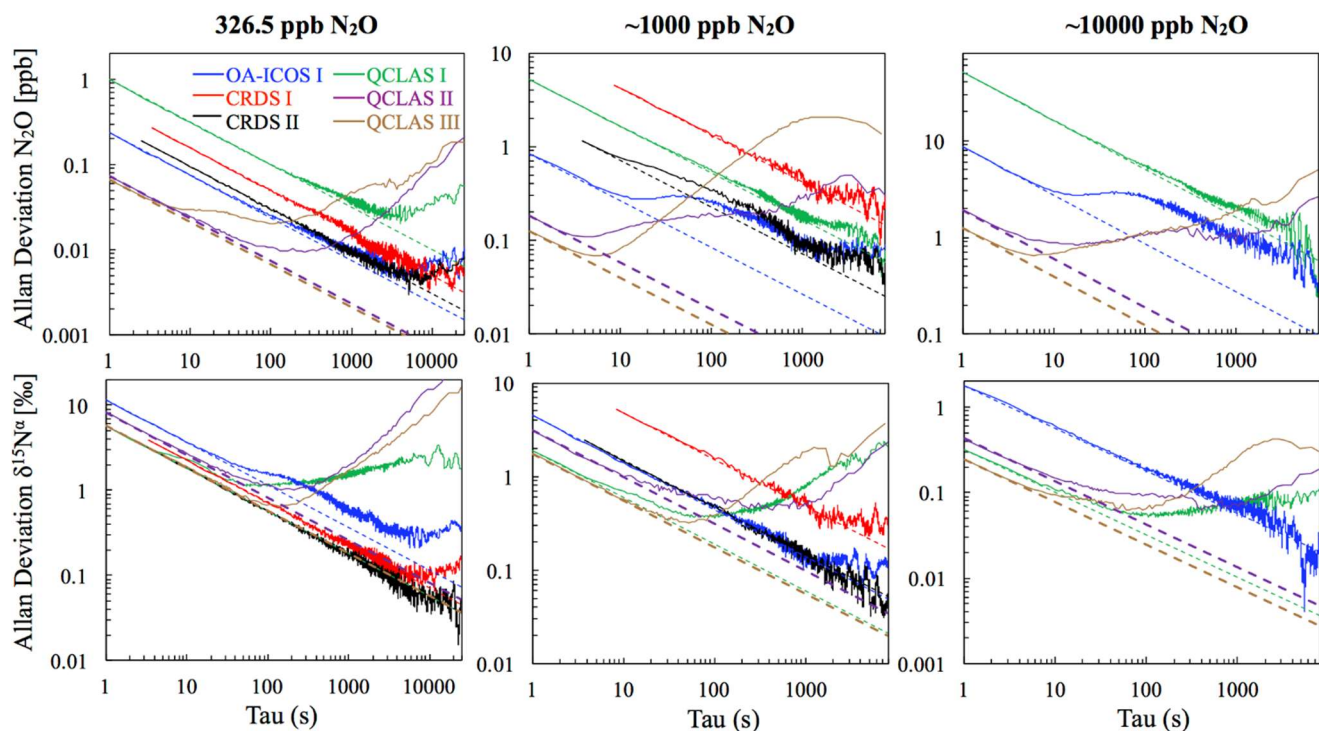 326.5 ppb N₂O
~1000 ppb N₂O
~10000 ppb N₂O
Allan Deviation N₂O [ppb]
1
0.1
0.01
0.001
OA-ICOS I
CRDS I
CRDS II
QCLAS I
QCLAS II
QCLAS III
1 10 100 1000 10000
10
1
0.1
0.01
1 10 100 1000
10
1
0.1
1 10 100 1000
Allan Deviation δ¹⁵Nᵅ [‰]
10
1
0.1
0.01
1 10 100 1000 10000
Tau (s)
10
1
0.1
0.01
1 10 100 1000
Tau (s)
1
0.1
0.01
0.001
1 10 100 1000
Tau (s)